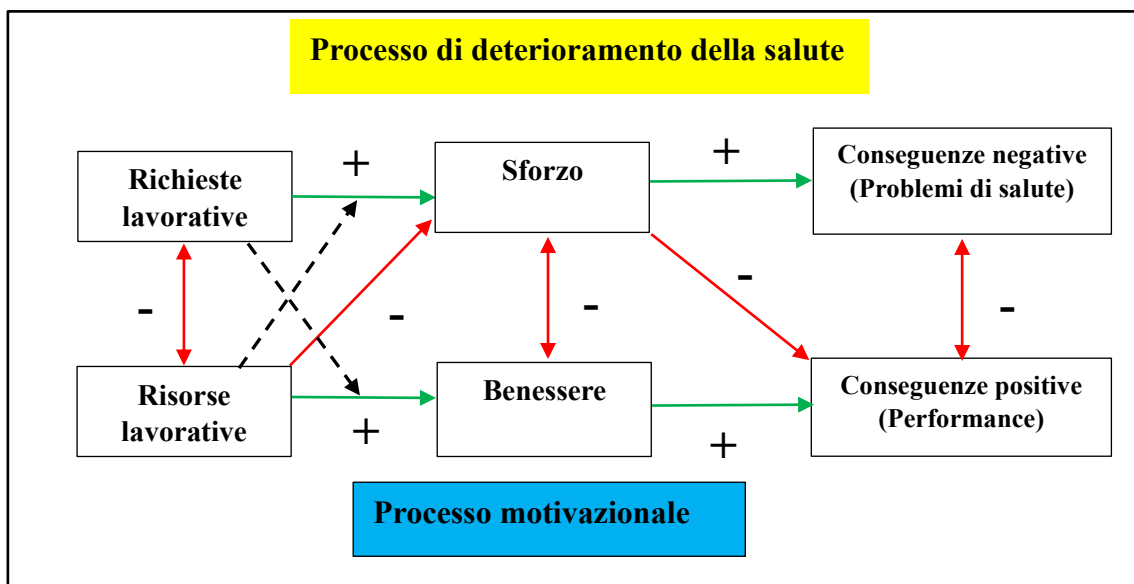 Processo di deterioramento della salute
+
+
Richieste
lavorative
Sforzo
Conseguenze negative
(Problemi di salute)
-
-
-
-
-
Risorse
lavorative
Benessere
Conseguenze positive
(Performance)
+
+
Processo motivazionale